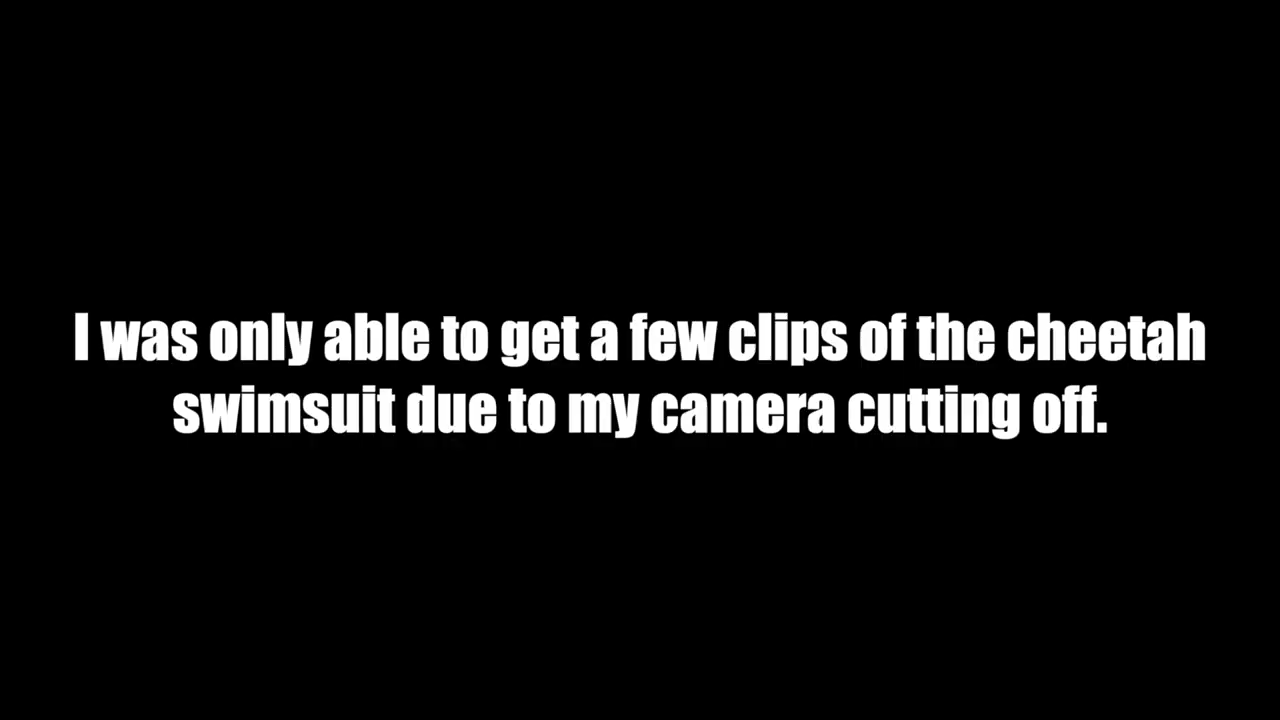 I was only able to get a few clips of the cheetah
swimsuit due to my camera cutting off.